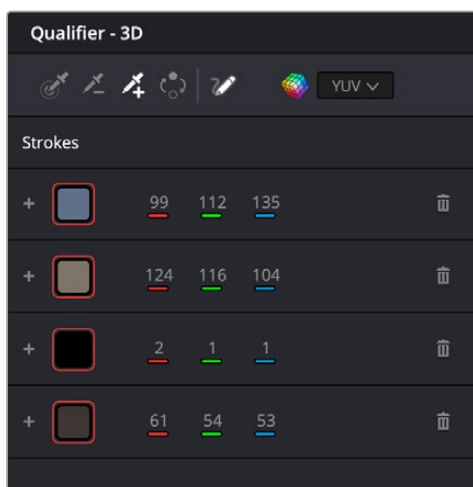 Qualifier - 3D
YUV
Strokes
+ 99 112 135
+ 124 116 104
+ 2 1 1
+ 61 54 53